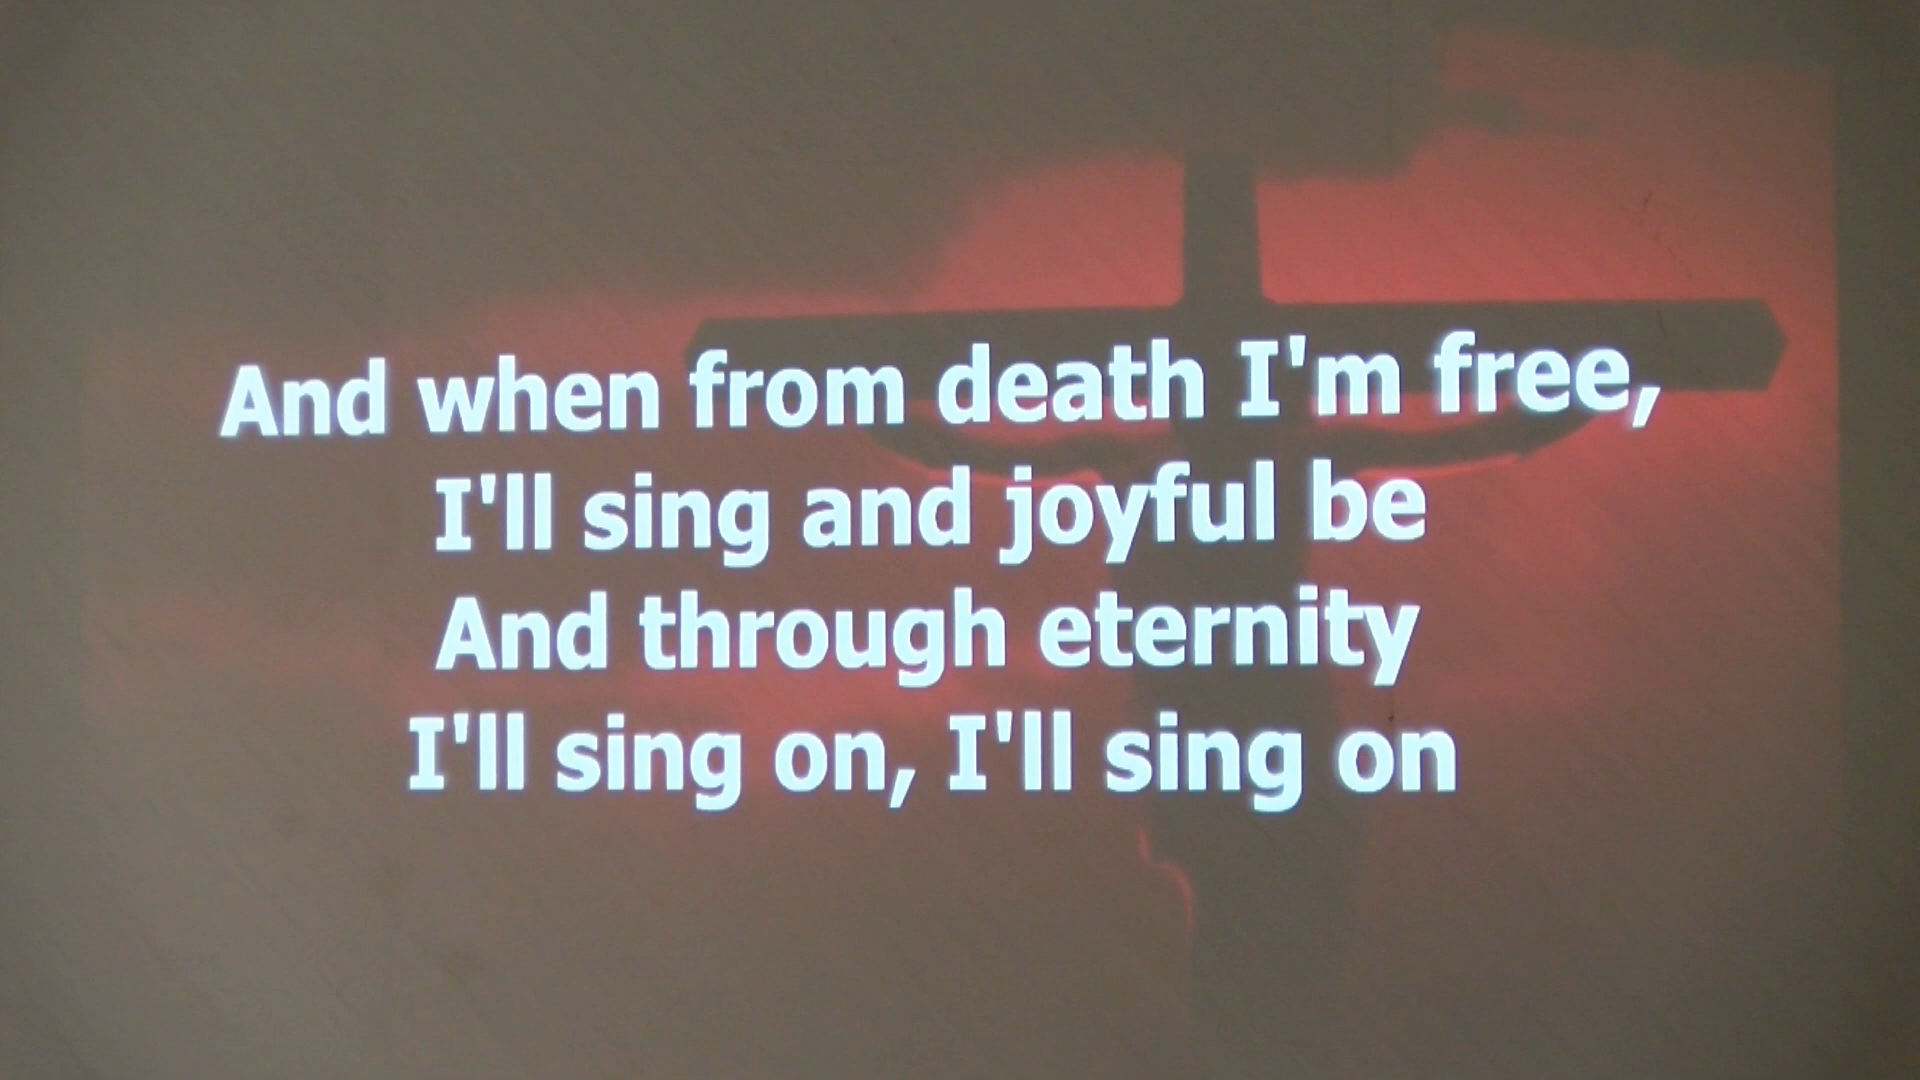 And when from death I'm free,
I'll sing and joyful be
And through eternity
I'll sing on, I'll sing on